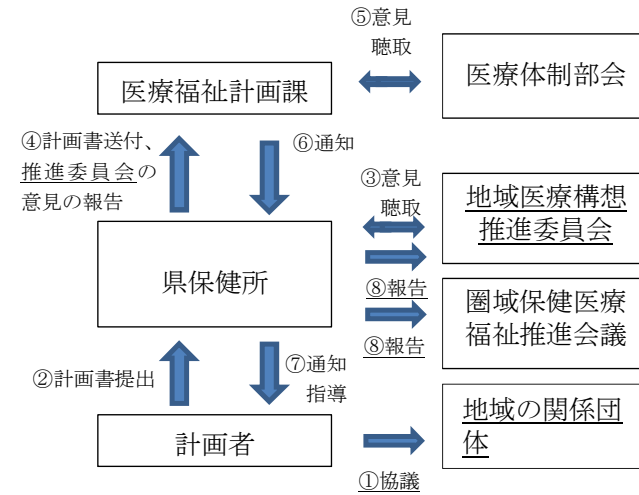 ⑤意見
聴取
医療福祉計画課
医療体制部会
④計画書送付、
推進委員会の
意見の報告
⑥通知
③意見
聴取
地域医療構想
推進委員会
県保健所
⑧報告
圏域保健医療
福祉推進会議
⑧報告
②計画書提出
⑦通知
指導
計画者
地域の関係団
体
①協議